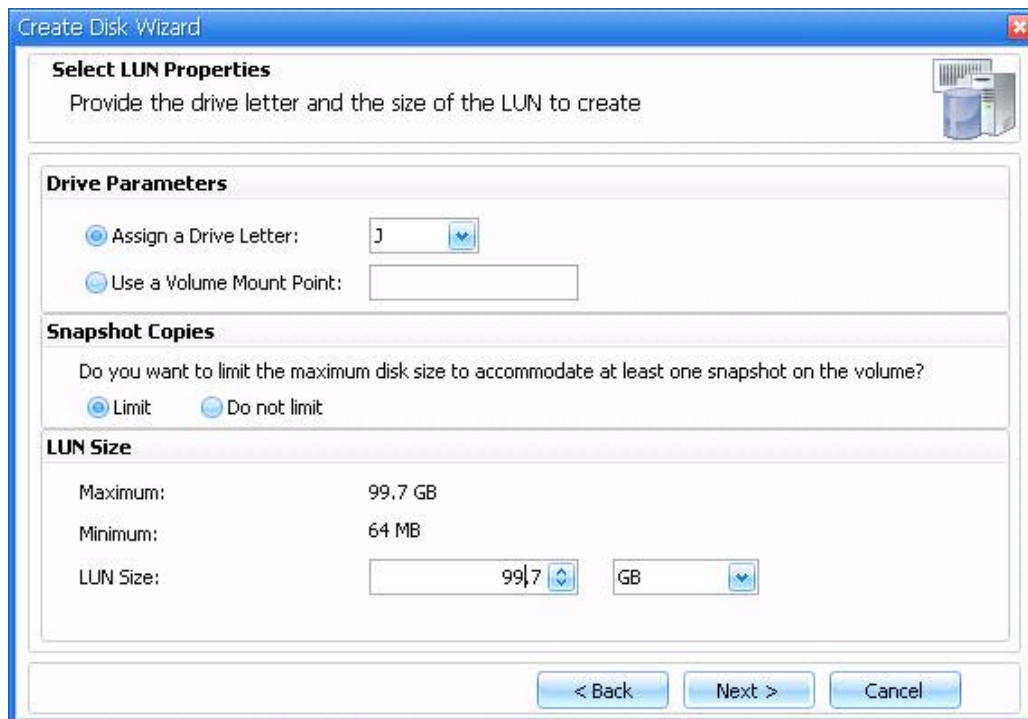 Create Disk Wizard
Select LUN Properties
Provide the drive letter and the size of the LUN to create
Drive Parameters
Assign a Drive Letter: J
Use a Volume Mount Point:
Snapshot Copies
Do you want to limit the maximum disk size to accommodate at least one snapshot on the volume?
Limit Do not limit
LUN Size
Maximum: 99.7 GB
Minimum: 64 MB
LUN Size: 99.7 GB
< Back Next > Cancel